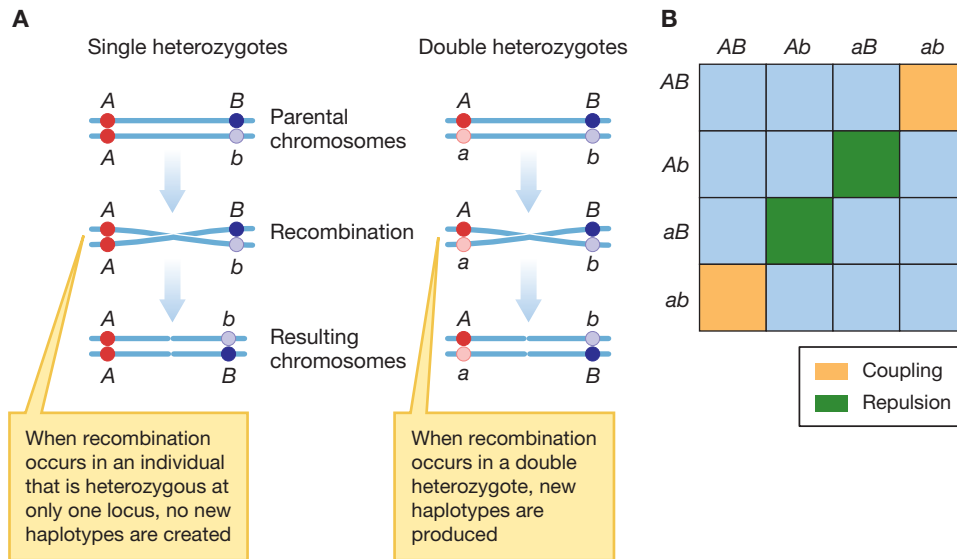 A
Single heterozygotes
Double heterozygotes
A B
A b
Parental
chromosomes
A B
a b
A B
A b
Recombination
A B
a b
A b
A B
Resulting
chromosomes
A b
a B
When recombination
occurs in an individual
that is heterozygous at
only one locus, no new
haplotypes are created
When recombination
occurs in a double
heterozygote, new
haplotypes are
produced
B
AB Ab aB ab
AB
Ab
aB
ab
Coupling
Repulsion